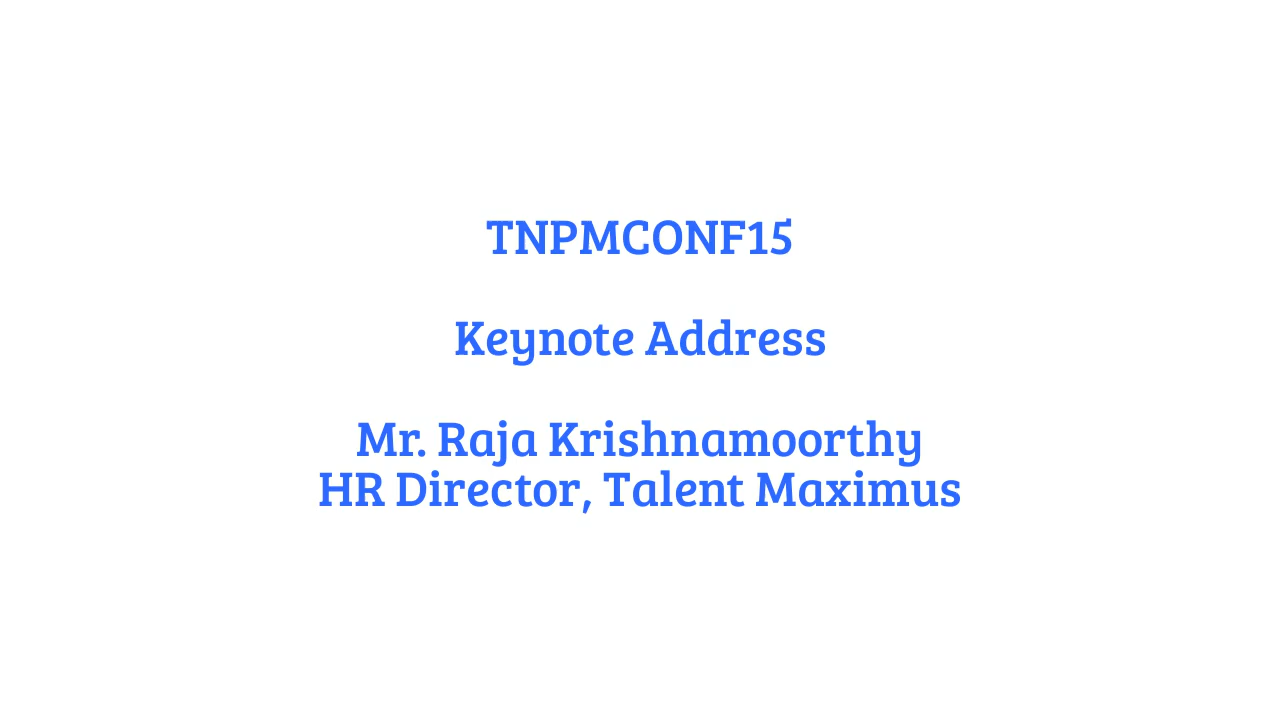 TNPMCONF15
Keynote Address
Mr. Raja Krishnamoorthy
HR Director, Talent Maximus